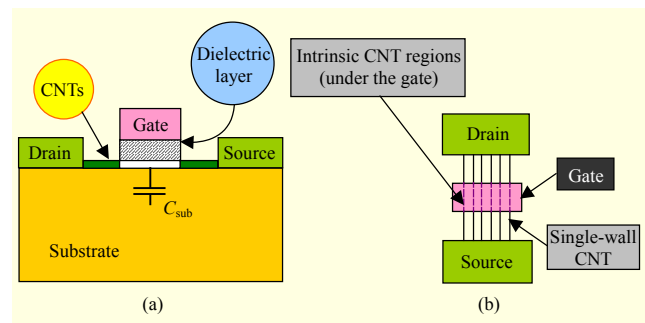 CNTs
Dielectric
layer
Gate
Drain
Source
C_sub
Substrate
(a)
Intrinsic CNT regions
(under the gate)
Drain
Gate
Single-wall
CNT
Source
(b)